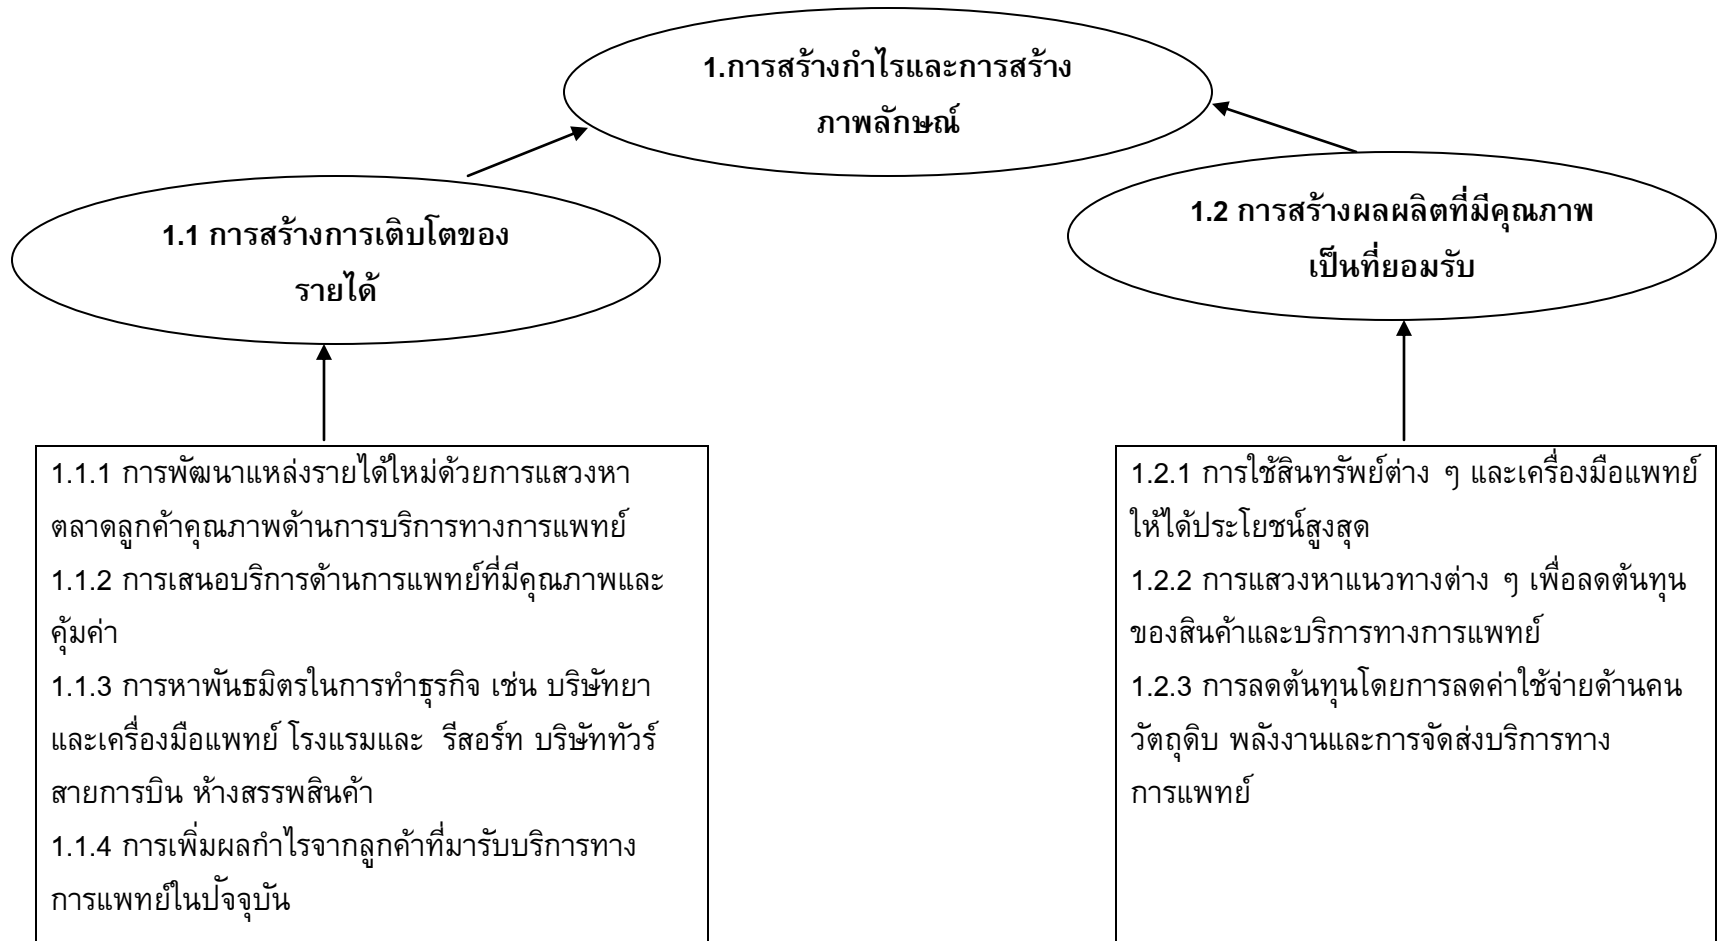 1.การสร้างกำไรและการสร้าง
ภาพลักษณ์
1.1 การสร้างการเติบโตของ
รายได้
1.2 การสร้างผลผลิตที่มีคุณภาพ
เป็นที่ยอมรับ
1.1.1 การพัฒนาแหล่งรายได้ใหม่ด้วยการแสวงหา
ตลาดลูกค้าคุณภาพด้านการบริการทางการแพทย์
1.1.2 การเสนอบริการด้านการแพทย์ที่มีคุณภาพและ
คุ้มค่า
1.1.3 การหาพันธมิตรในการทำธุรกิจ เช่น บริษัทยา
และเครื่องมือแพทย์ โรงแรมและ รีสอร์ท บริษัททัวร์
สายการบิน ห้างสรรพสินค้า
1.1.4 การเพิ่มผลกำไรจากลูกค้าที่มารับบริการทาง
การแพทย์ในปัจจุบัน
1.2.1 การใช้สินทรัพย์ต่าง ๆ และเครื่องมือแพทย์
ให้ได้ประโยชน์สูงสุด
1.2.2 การแสวงหาแนวทางต่าง ๆ เพื่อลดต้นทุน
ของสินค้าและบริการทางการแพทย์
1.2.3 การลดต้นทุนโดยการลดค่าใช้จ่ายด้านคน
วัตถุดิบ พลังงานและการจัดส่งบริการทาง
การแพทย์